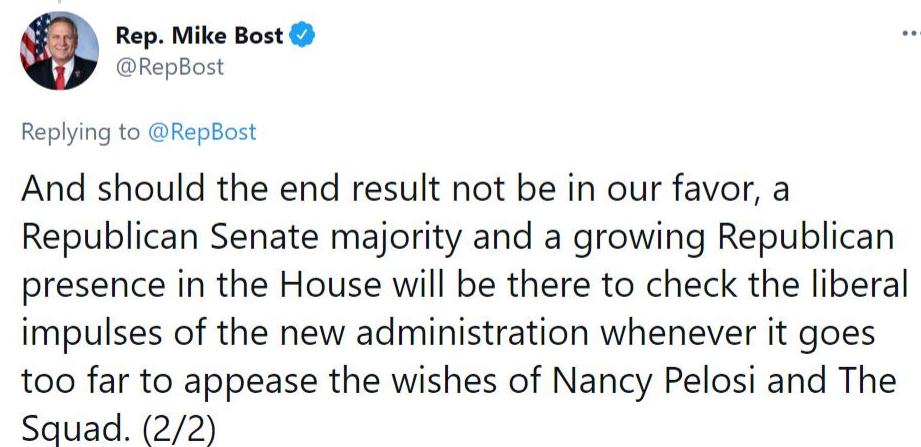 Rep. Mike Bost
@RepBost
Replying to @RepBost
And should the end result not be in our favor, a
Republican Senate majority and a growing Republican
presence in the House will be there to check the liberal
impulses of the new administration whenever it goes
too far to appease the wishes of Nancy Pelosi and The
Squad. (2/2)